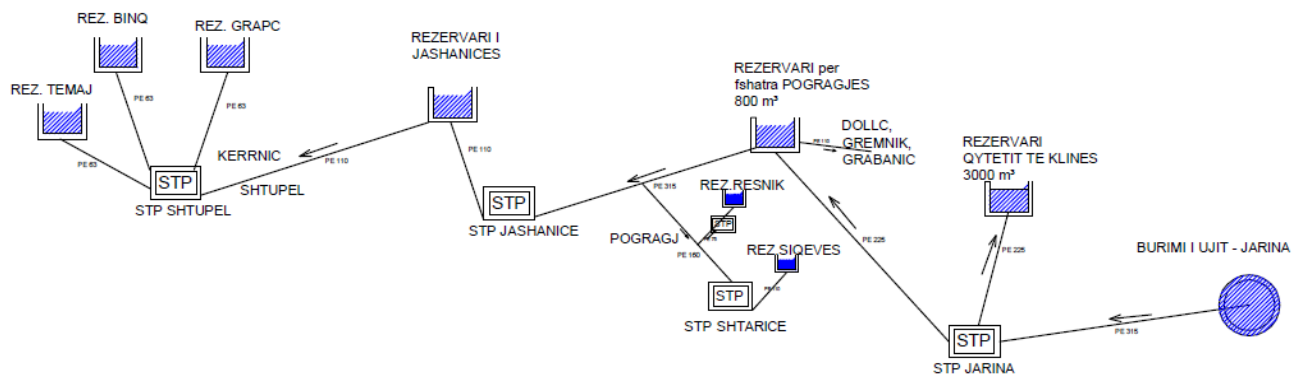 REZ. BINQ
REZ. GRAPC
REZ. TEMAJ
PE 63
PE 63
PE 63
STP
STP SHTUPEL
KERRNIC
SHTUPEL
PE 110
REZERVARI I
JASHANICES
PE 110
STP
STP JASHANICE
PE 315
REZERVARI per
fshatra POGRAGJES
800 m³
PE 110
DOLLC,
GREMNIK,
GRABANIC
REZ.RESNIK
STP
POGRAGJ
PE 160
REZ.SIQEVES
STP
PE 110
STP SHTARICE
PE 225
REZERVARI
QYTETIT TE KLINES
3000 m³
PE 225
STP
STP JARINA
PE 315
BURIMI I UJIT - JARINA